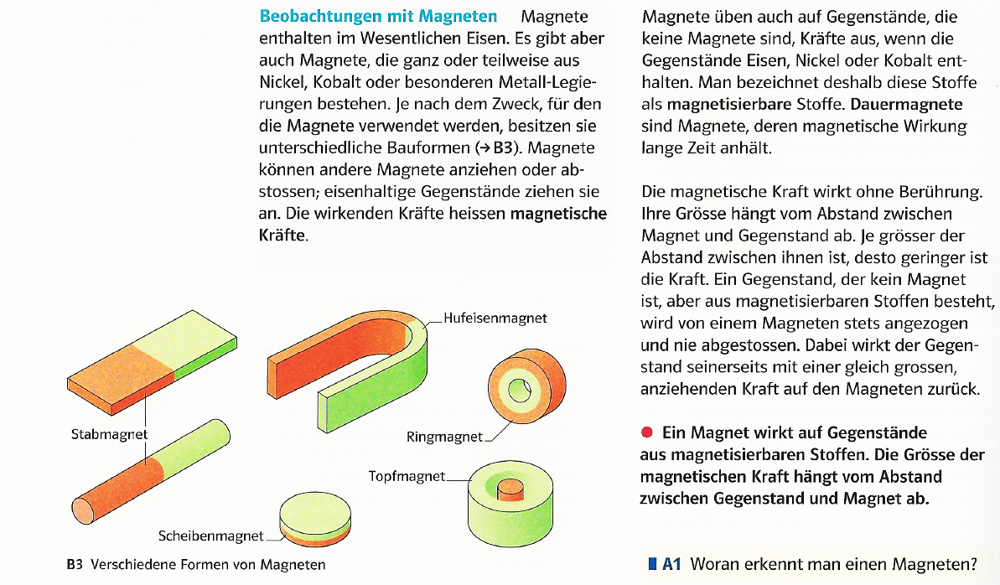 Beobachtungen mit Magneten Magnete
enthalten im Wesentlichen Eisen. Es gibt aber
auch Magnete, die ganz oder teilweise aus
Nickel, Kobalt oder besonderen Metall-Legie-
rungen bestehen. Je nach dem Zweck, für den
die Magnete verwendet werden, besitzen sie
unterschiedliche Bauformen (→ B3). Magnete
können andere Magnete anziehen oder ab-
stossen; eisenhaltige Gegenstände ziehen sie
an. Die wirkenden Kräfte heissen magnetische
Kräfte.
Hufeisenmagnet
Stabmagnet
Ringmagnet
Topfmagnet
Scheibenmagnet
B3 Verschiedene Formen von Magneten
Magnete üben auch auf Gegenstände, die
keine Magnete sind, Kräfte aus, wenn die
Gegenstände Eisen, Nickel oder Kobalt ent-
halten. Man bezeichnet deshalb diese Stoffe
als magnetisierbare Stoffe. Dauermagnete
sind Magnete, deren magnetische Wirkung
lange Zeit anhält.
Die magnetische Kraft wirkt ohne Berührung.
Ihre Grösse hängt vom Abstand zwischen
Magnet und Gegenstand ab. Je grösser der
Abstand zwischen ihnen ist, desto geringer ist
die Kraft. Ein Gegenstand, der kein Magnet
ist, aber aus magnetisierbaren Stoffen besteht,
wird von einem Magneten stets angezogen
und nie abgestossen. Dabei wirkt der Gegen-
stand seinerseits mit einer gleich grossen,
anziehenden Kraft auf den Magneten zurück.
● Ein Magnet wirkt auf Gegenstände
aus magnetisierbaren Stoffen. Die Grösse der
magnetischen Kraft hängt vom Abstand
zwischen Gegenstand und Magnet ab.
A1 Woran erkennt man einen Magneten?